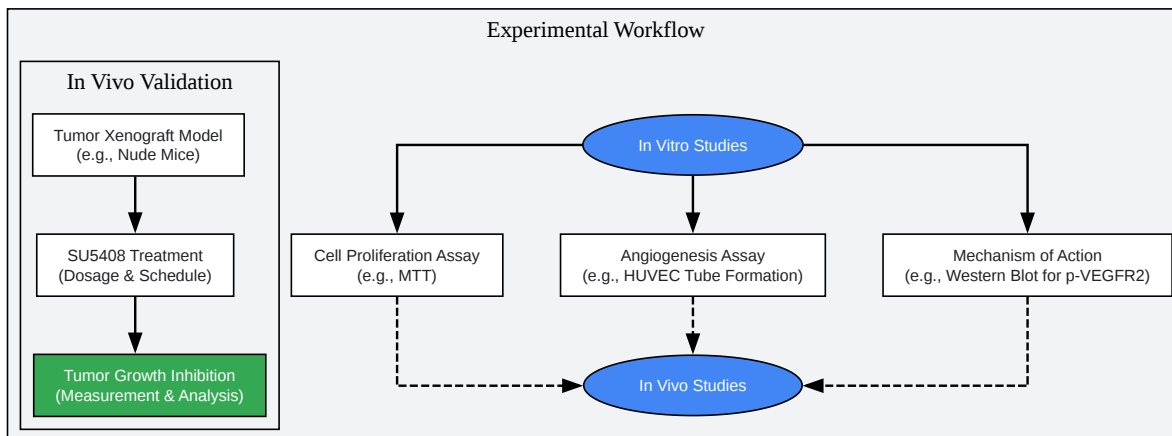 Experimental Workflow
In Vivo Validation
Tumor Xenograft Model
(e.g., Nude Mice)
SU5408 Treatment
(Dosage & Schedule)
Tumor Growth Inhibition
(Measurement & Analysis)
In Vitro Studies
Cell Proliferation Assay
(e.g., MTT)
Angiogenesis Assay
(e.g., HUVEC Tube Formation)
Mechanism of Action
(e.g., Western Blot for p-VEGFR2)
In Vivo Studies